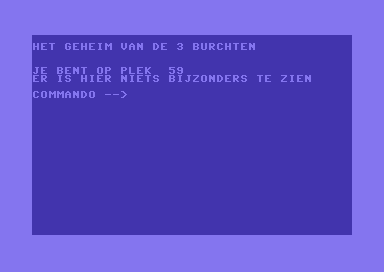 HET GEHEIM VAN DE 3 BURCHTEN
JE BENT OP PLEK  59
ER IS HIER NIETS BIJZONDERS TE ZIEN
COMMANDO -->